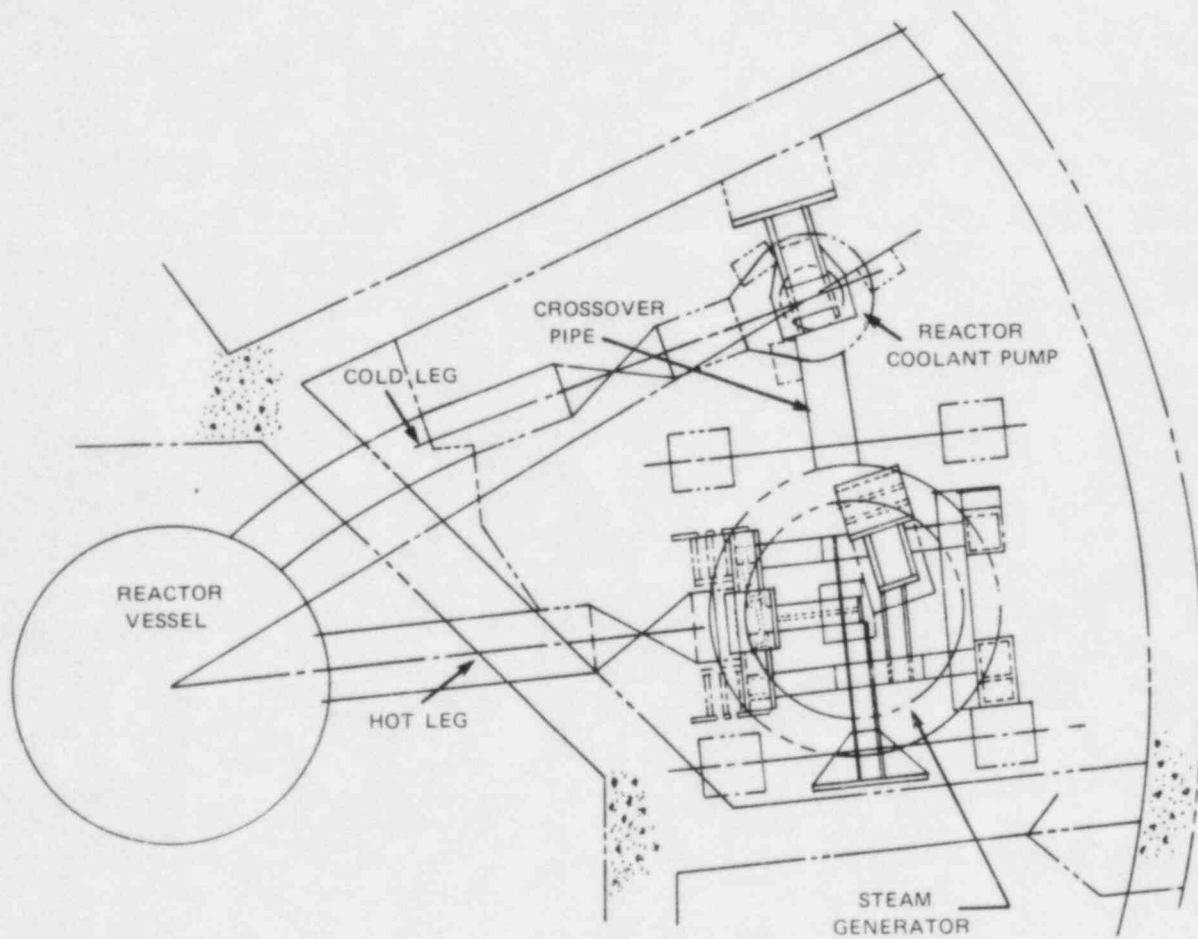 CROSSOVER
PIPE
REACTOR
COOLANT PUMP
COLD LEG
REACTOR
VESSEL
HOT LEG
STEAM
GENERATOR